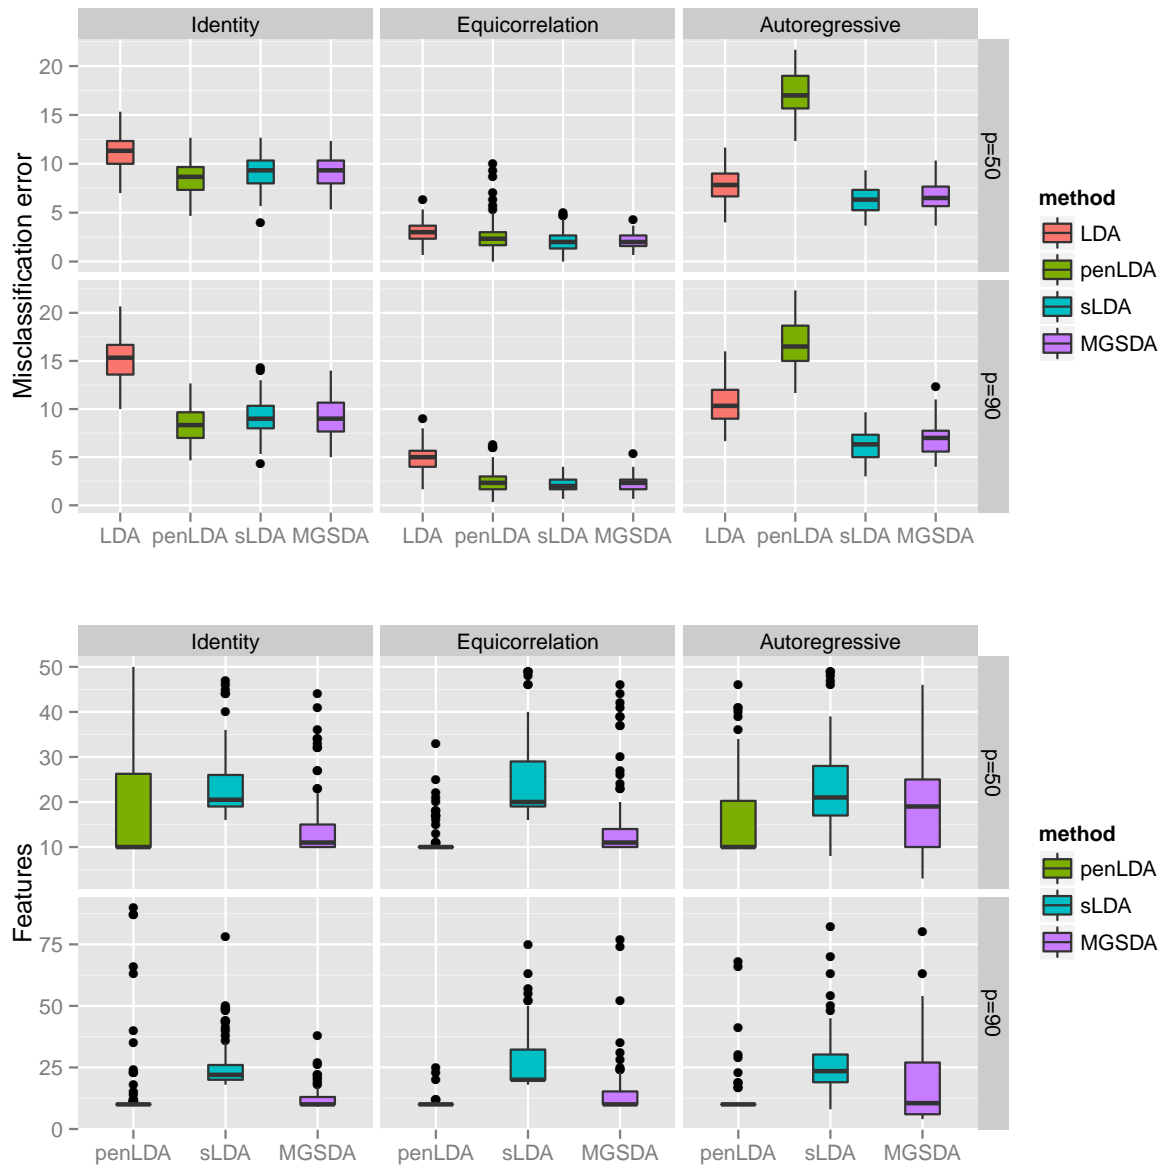 Identity Equicorrelation Autoregressive
Misclassification error
20
15
10
5
0
p=50
20
15
10
5
0
p=90
LDA penLDA sLDA MGSDA LDA penLDA sLDA MGSDA LDA penLDA sLDA MGSDA
method
LDA
penLDA
sLDA
MGSDA
Identity Equicorrelation Autoregressive
Features
50
40
30
20
10
p=50
75
50
25
0
p=90
penLDA sLDA MGSDA penLDA sLDA MGSDA penLDA sLDA MGSDA
method
penLDA
sLDA
MGSDA